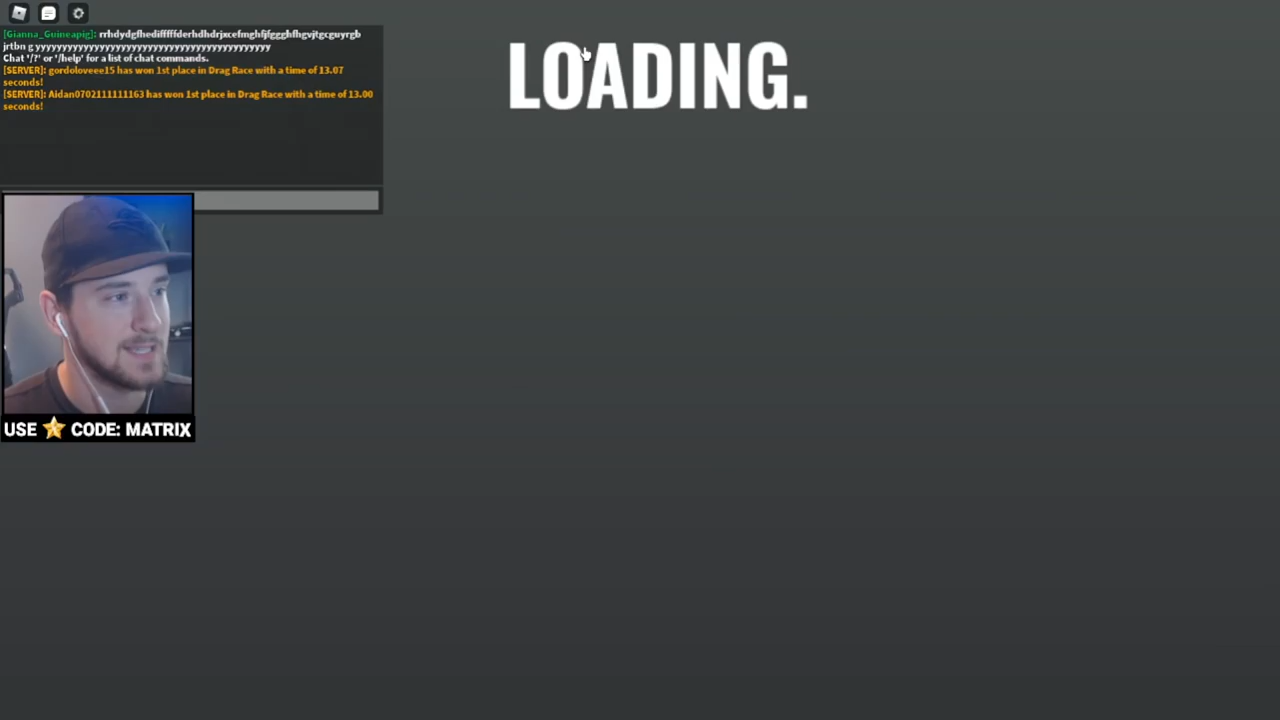 [Gianna_Guineapig]: rrhdydgfhediffffffderhdhdrjxcefmghfjfggghfhgvjtgcguyrgb
jrtbn g yyyyyyyyyyyyyyyyyyyyyyyyyyyyyyyyyyyyyyyyyyy
Chat '/?' or '/help' for a list of chat commands.
[SERVER]: gordoloveee15 has won 1st place in Drag Race with a time of 13.07
seconds!
[SERVER]: Aidan0702111111163 has won 1st place in Drag Race with a time of 13.00
seconds!
LOADING.
USE ⭐ CODE: MATRIX